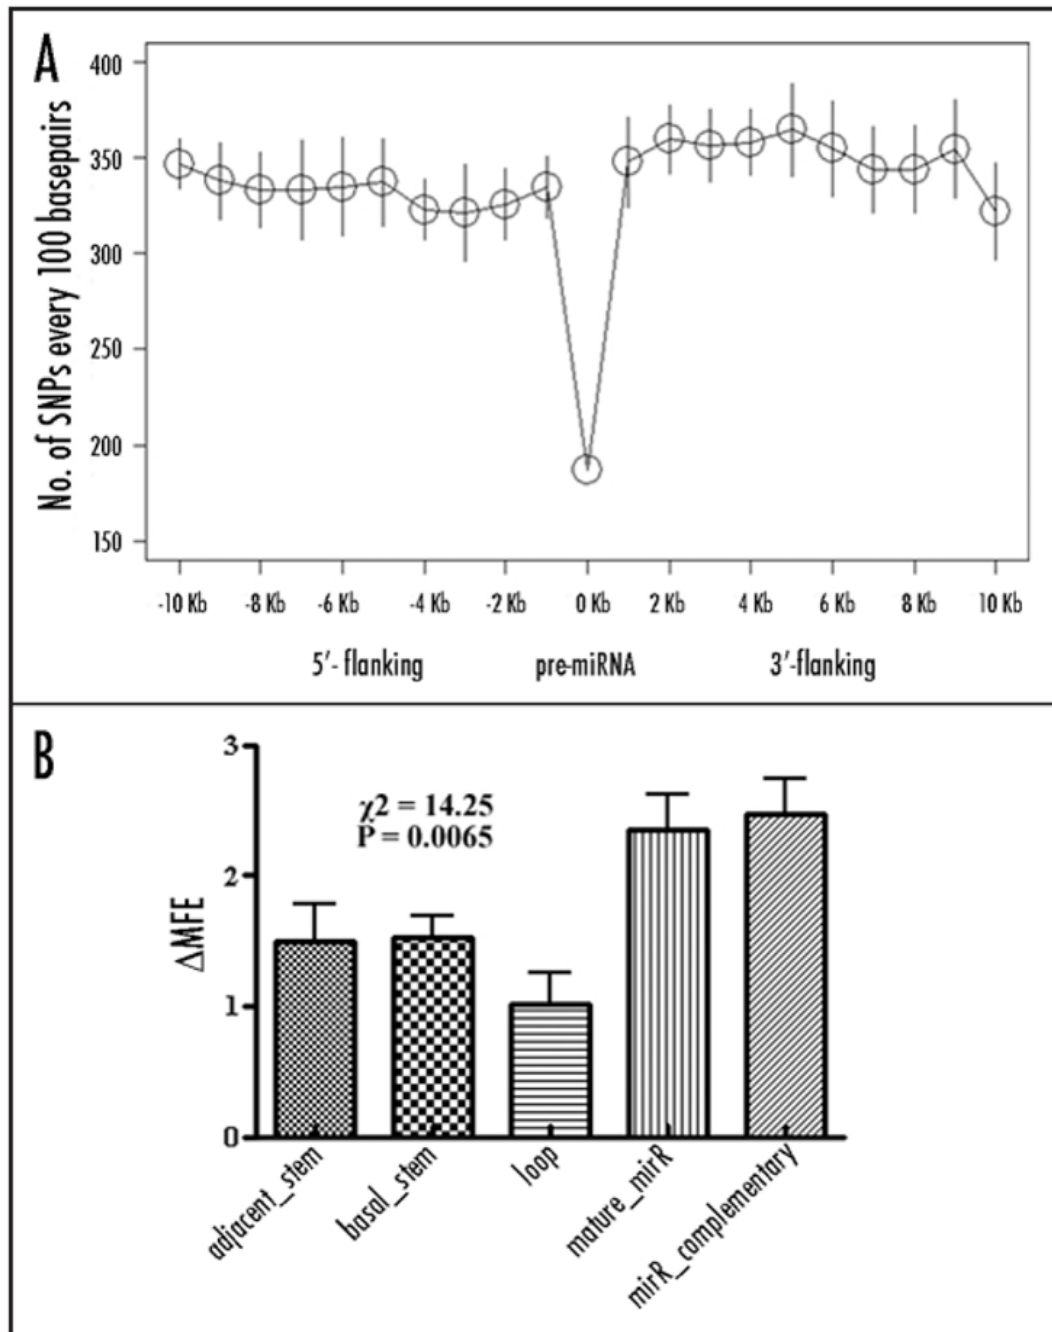 A
No. of SNPs every 100 basepairs
400
350
300
250
200
150
-10 Kb -8 Kb -6 Kb -4 Kb -2 Kb 0 Kb 2 Kb 4 Kb 6 Kb 8 Kb 10 Kb
5'- flanking pre-miRNA 3'-flanking
B
ΔMFE
3
2
1
0
χ2 = 14.25
P = 0.0065
adjacent_stem
basal_stem
loop
mature_mirR
mirR_complementary